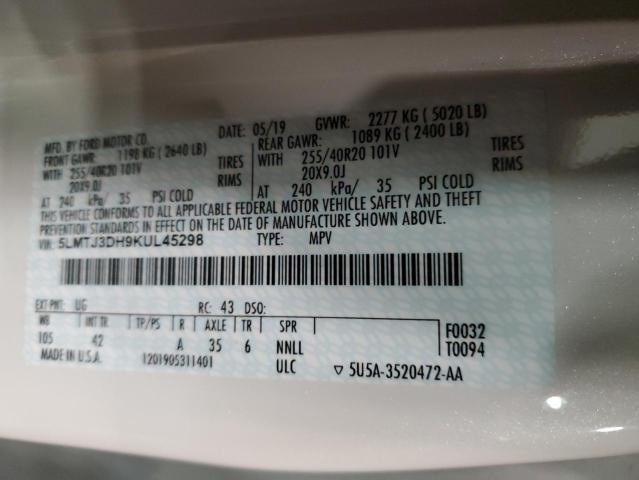 MFD. BY FORD MOTOR CO.
DATE: 05/19 GVWR: 2277 KG ( 5020 LB)
FRONT GAWR: 1198 KG ( 2640 LB)
REAR GAWR: 1089 KG ( 2400 LB)
WITH 255/40R20 101V TIRES
WITH 255/40R20 101V TIRES
20X9.0J RIMS
20X9.0J RIMS
AT 240 kPa/ 35 PSI COLD
AT 240 kPa/ 35 PSI COLD
THIS VEHICLE CONFORMS TO ALL APPLICABLE FEDERAL MOTOR VEHICLE SAFETY AND THEFT
PREVENTION STANDARDS IN EFFECT ON THE DATE OF MANUFACTURE SHOWN ABOVE.
VIN: 5LMTJ3DH9KUL45298 TYPE: MPV
EXT PNT: UG RC: 43 DSO:
WB INT TR TP/PS R AXLE TR SPR
105 42 A 35 6 NNLL
F0032
T0094
MADE IN U.S.A. 1201905311401 ULC
▽ 5U5A-3520472-AA